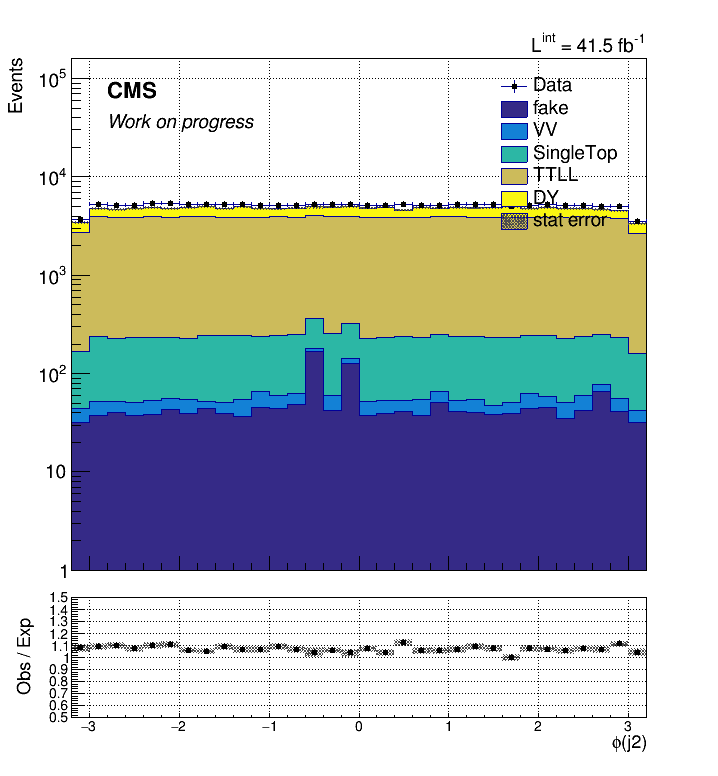 L^int = 41.5 fb^-1
Events
10^5
10^4
10^3
10^2
10
1
CMS
Work on progress
Data
fake
VV
SingleTop
TTLL
DY
stat error
Obs / Exp
1.5
1.4
1.3
1.2
1.1
1
0.9
0.8
0.7
0.6
0.5
−3 −2 −1 0 1 2 3
ϕ(j2)